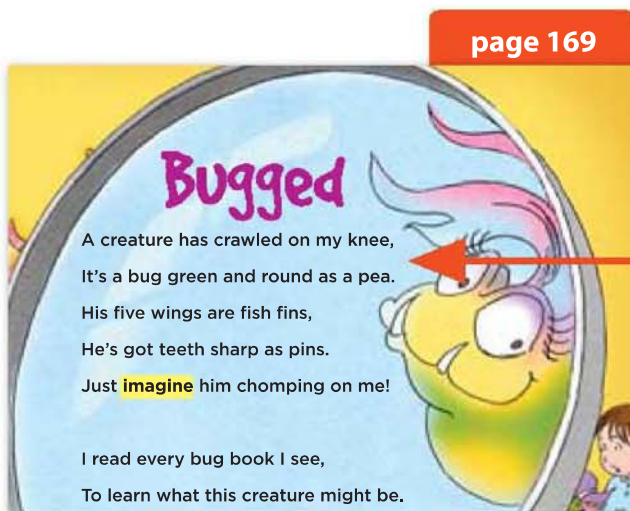 page 169
Bugged
A creature has crawled on my knee,
It's a bug green and round as a pea.
His five wings are fish fins,
He's got teeth sharp as pins.
Just imagine him chomping on me!
I read every bug book I see,
To learn what this creature might be.